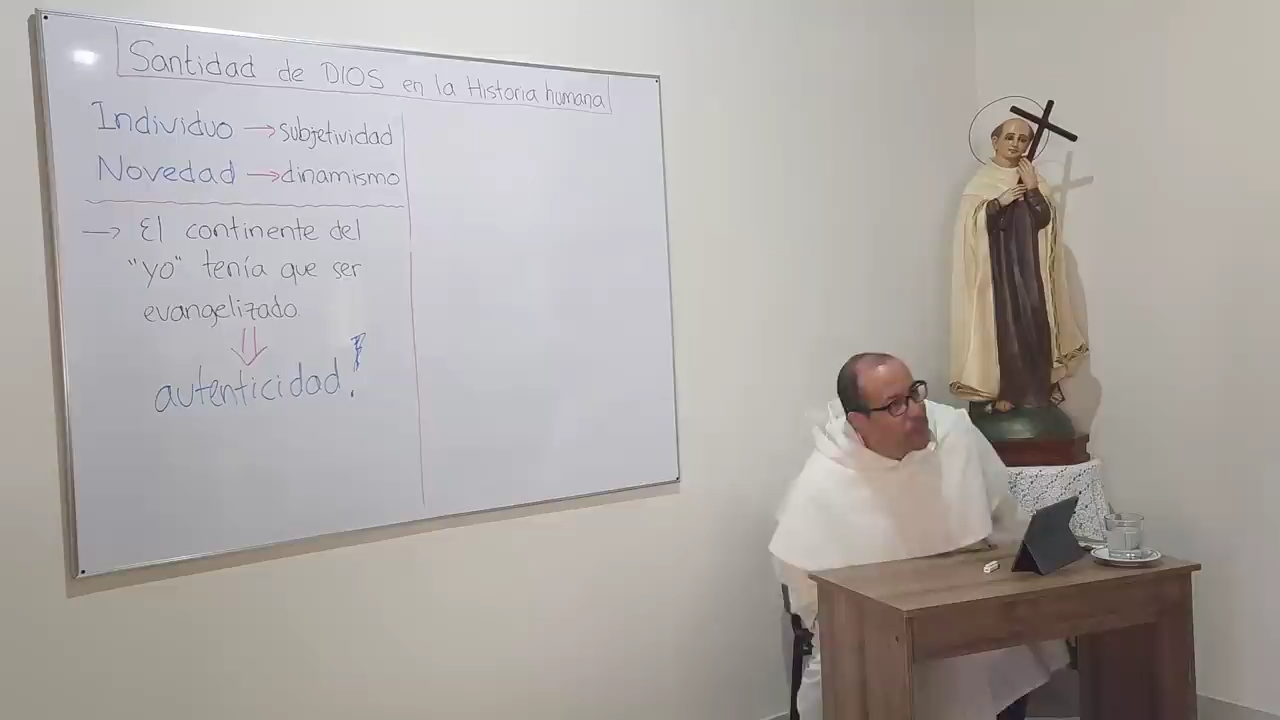 Santidad de DIOS en la Historia humana
Individuo → subjetividad
Novedad → dinamismo
→ El continente del
"yo" tenía que ser
evangelizado.
autenticidad!